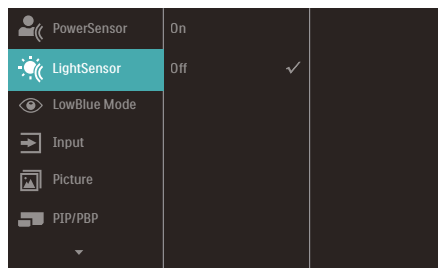 PowerSensor
On
LightSensor
Off
LowBlue Mode
Input
Picture
PIP/PBP